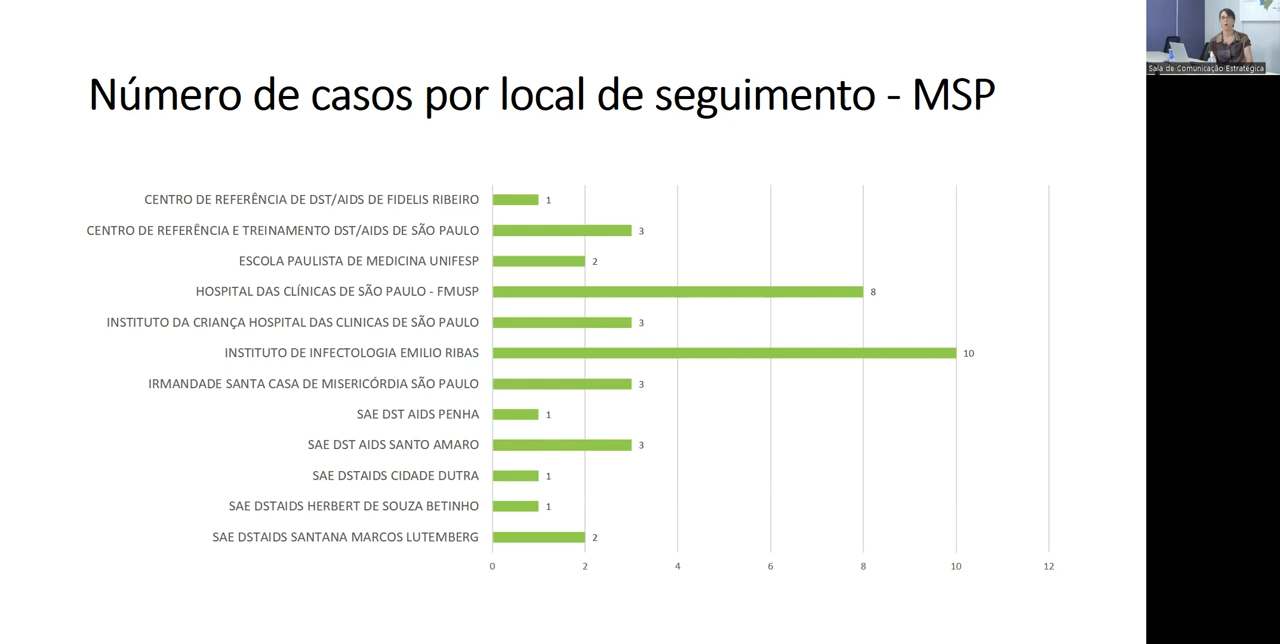 Número de casos por local de seguimento - MSP
Sala de Comunicação Estratégica
CENTRO DE REFERÊNCIA DE DST/AIDS DE FIDELIS RIBEIRO 1
CENTRO DE REFERÊNCIA E TREINAMENTO DST/AIDS DE SÃO PAULO 3
ESCOLA PAULISTA DE MEDICINA UNIFESP 2
HOSPITAL DAS CLÍNICAS DE SÃO PAULO - FMUSP 8
INSTITUTO DA CRIANÇA HOSPITAL DAS CLINICAS DE SÃO PAULO 3
INSTITUTO DE INFECTOLOGIA EMILIO RIBAS 10
IRMANDADE SANTA CASA DE MISERICÓRDIA SÃO PAULO 3
SAE DST AIDS PENHA 1
SAE DST AIDS SANTO AMARO 3
SAE DSTAIDS CIDADE DUTRA 1
SAE DSTAIDS HERBERT DE SOUZA BETINHO 1
SAE DSTAIDS SANTANA MARCOS LUTEMBERG 2
0 2 4 6 8 10 12